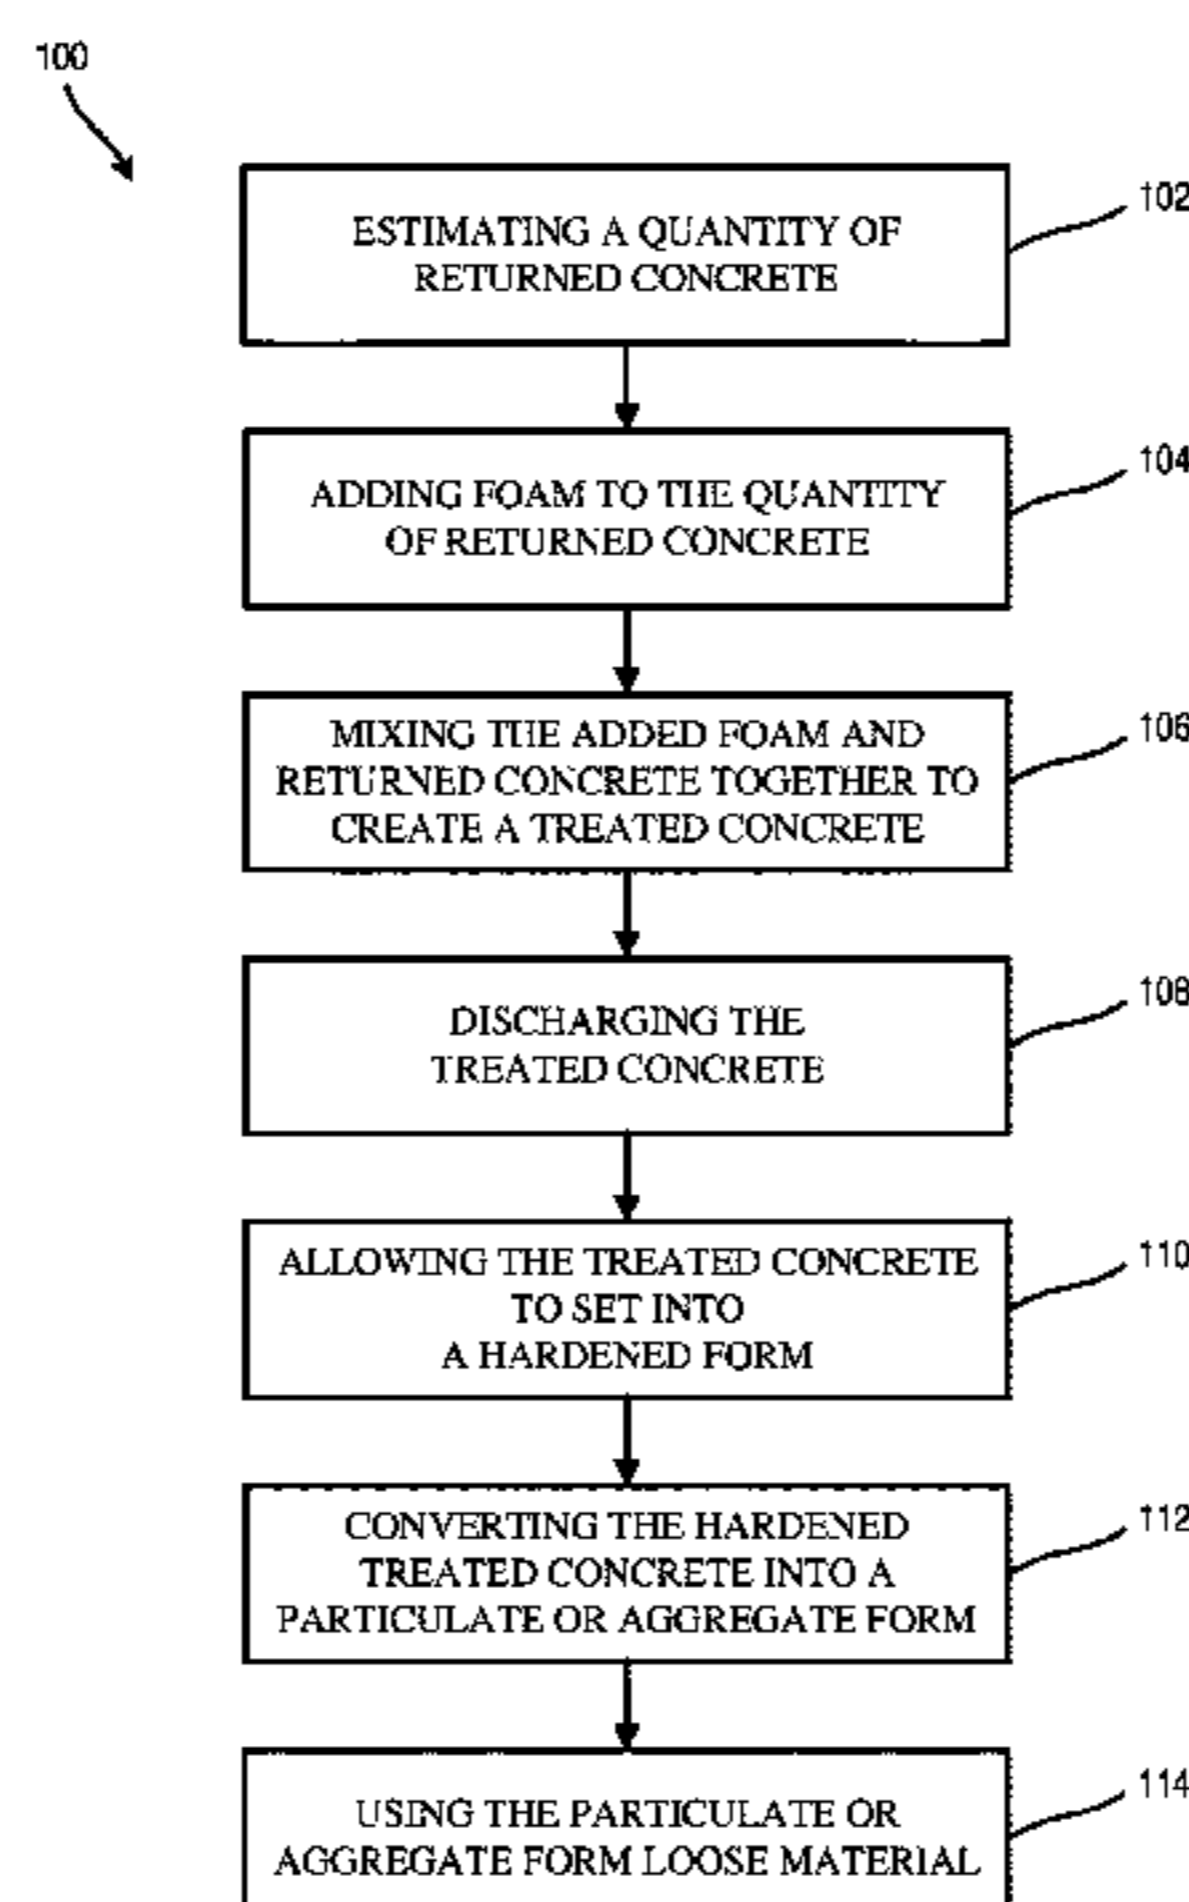 100
ESTIMATING A QUANTITY OF
RETURNED CONCRETE
102
ADDING FOAM TO THE QUANTITY
OF RETURNED CONCRETE
104
MIXING THE ADDED FOAM AND
RETURNED CONCRETE TOGETHER TO
CREATE A TREATED CONCRETE
106
DISCHARGING THE
TREATED CONCRETE
108
ALLOWING THE TREATED CONCRETE
TO SET INTO
A HARDENED FORM
110
CONVERTING THE HARDENED
TREATED CONCRETE INTO A
PARTICULATE OR AGGREGATE FORM
112
USING THE PARTICULATE OR
AGGREGATE FORM LOOSE MATERIAL
114